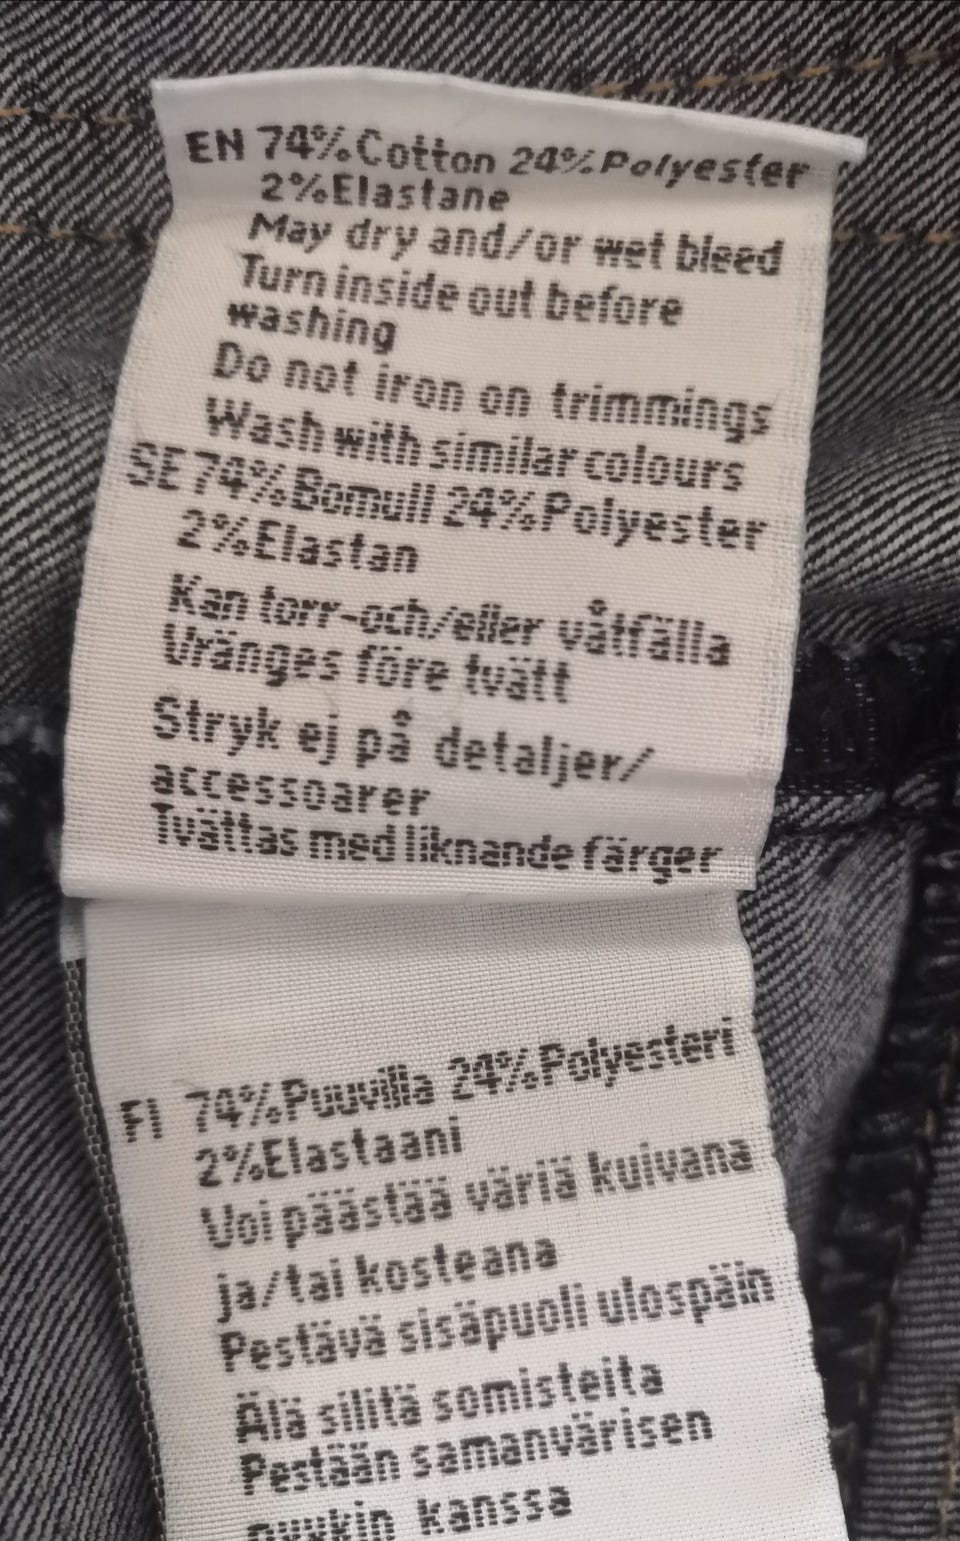 EN 74%Cotton 24%Polyester
2%Elastane
May dry and/or wet bleed
Turn inside out before
washing
Do not iron on trimmings
Wash with similar colours
SE 74%Bomull 24%Polyester
2%Elastan
Kan torr-och/eller våtfälla
Vränges före tvätt
Stryk ej på detaljer/
accessoarer
Tvättas med liknande färger
FI 74%Puuvilla 24%Polyesteri
2%Elastaani
Voi päästää väriä kuivana
ja/tai kosteana
Pestävä sisäpuoli ulospäin
Älä silitä somisteita
Pestään samanvärisen
pyykin kanssa